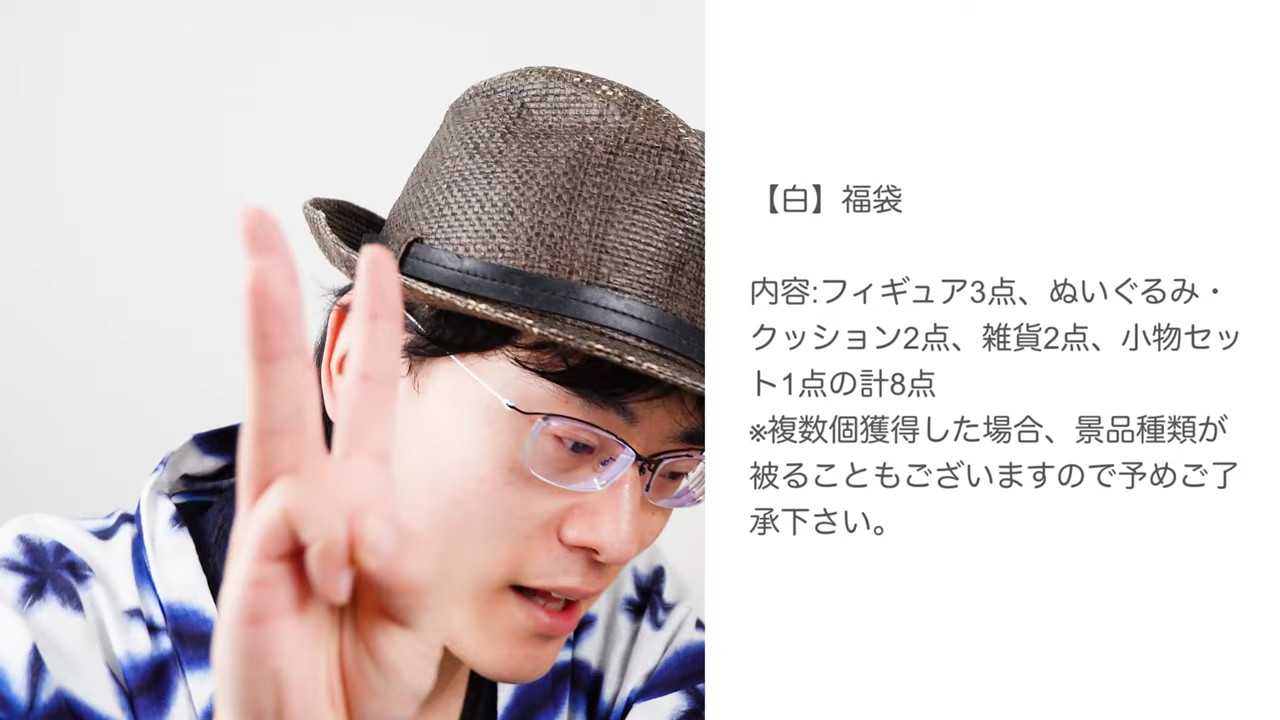 【白】福袋
内容:フィギュア3点、ぬいぐるみ・
クッション2点、雑貨2点、小物セッ
ト1点の計8点
※複数個獲得した場合、景品種類が
被ることもございますので予めご了
承下さい。